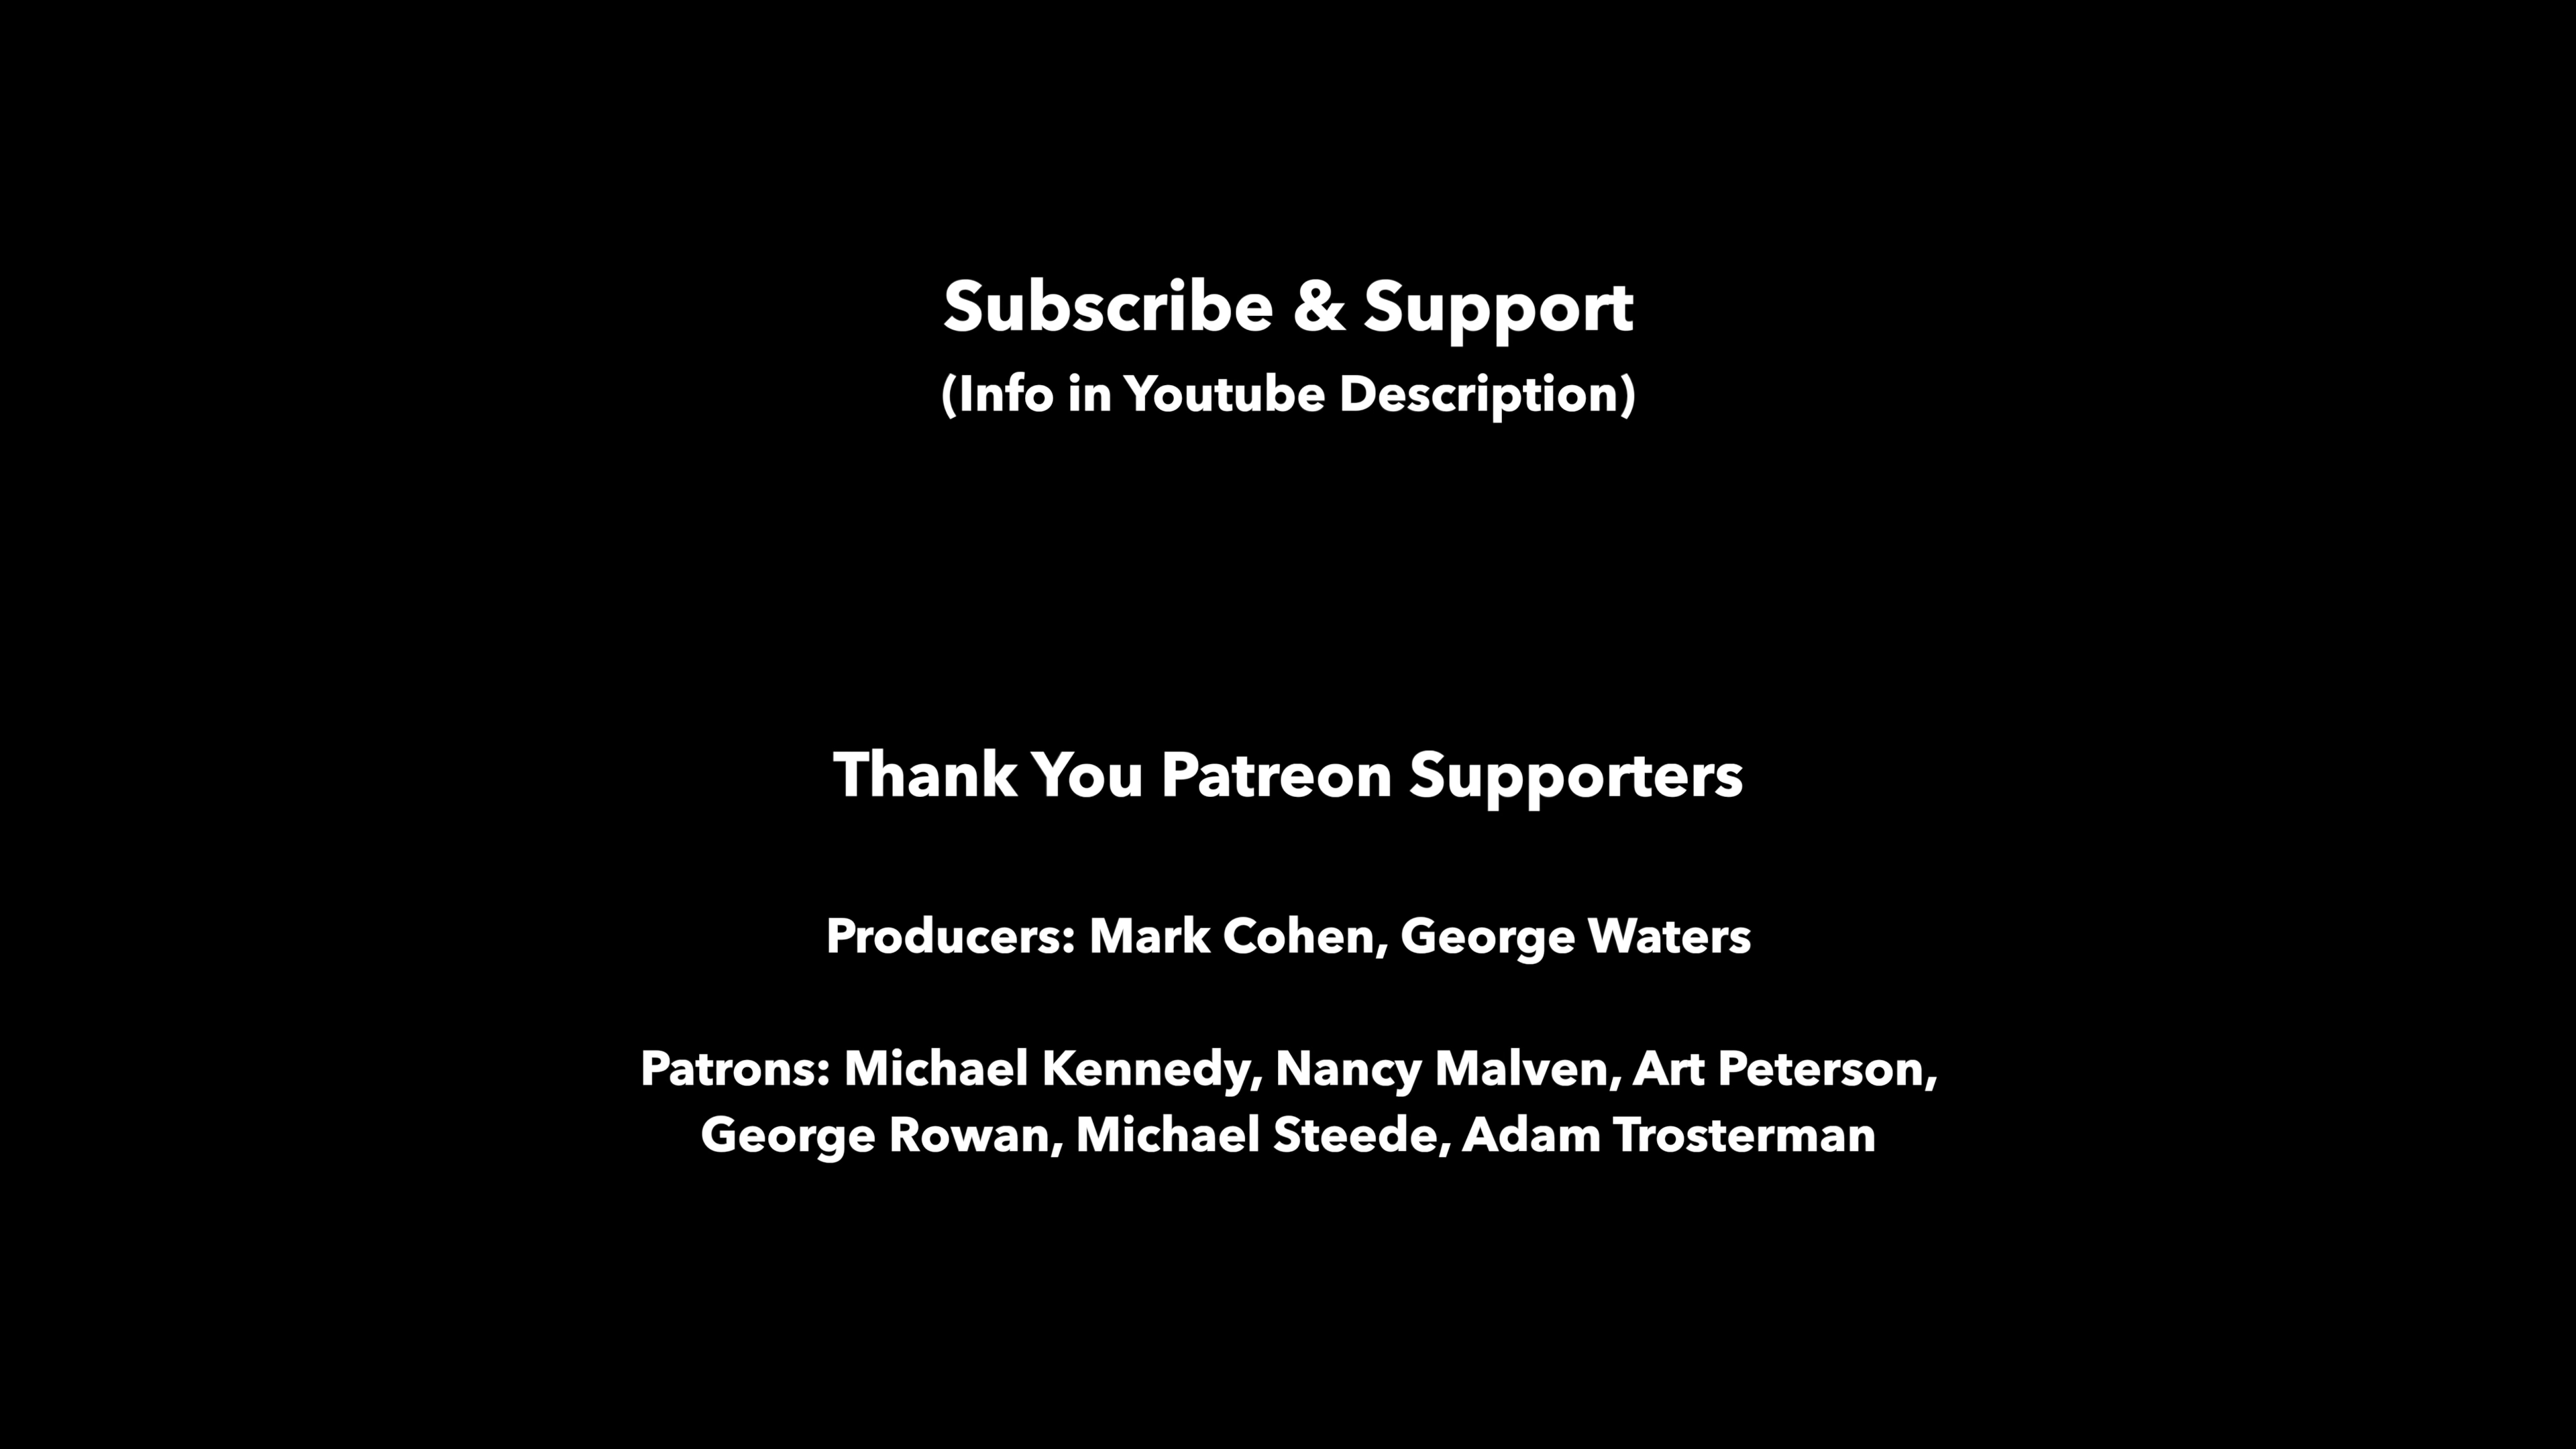 Subscribe & Support
(Info in Youtube Description)
Thank You Patreon Supporters
Producers: Mark Cohen, George Waters
Patrons: Michael Kennedy, Nancy Malven, Art Peterson,
George Rowan, Michael Steede, Adam Trosterman